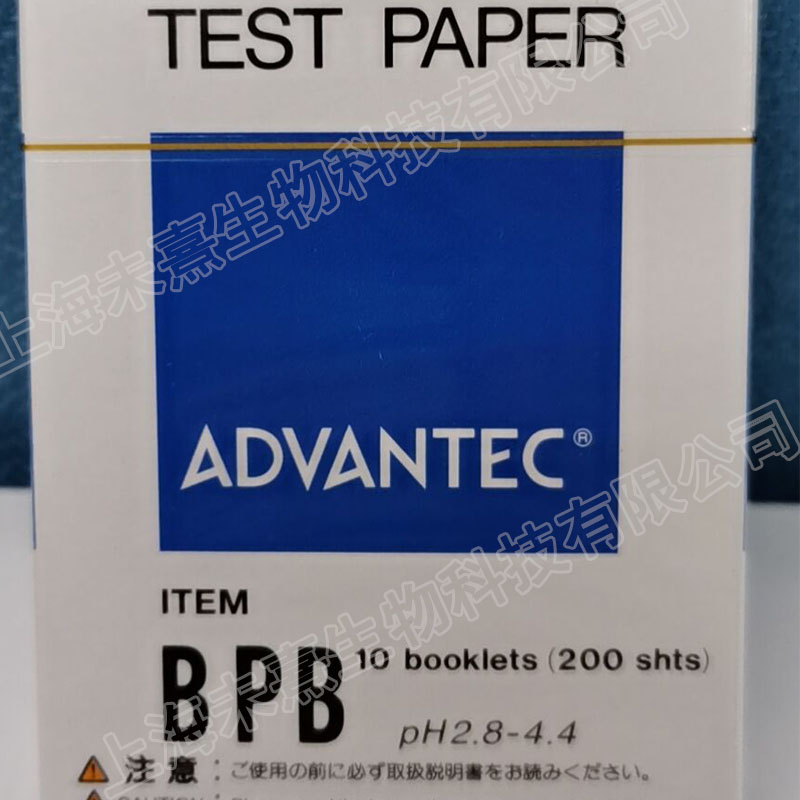 TEST PAPER
ADVANTEC®
ITEM
BPB 10 booklets (200 shts)
pH2.8-4.4
注意：ご使用の前に必ず取扱説明書をお読みください。
上海未熹生物科技有限公司
上海未熹生物科技有限公司